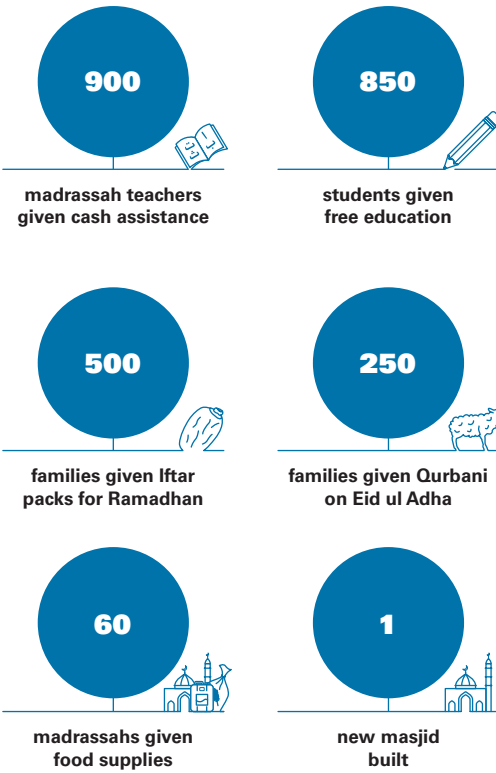 900
madrassah teachers
given cash assistance
850
students given
free education
500
families given Iftar
packs for Ramadhan
250
families given Qurbani
on Eid ul Adha
60
madrassahs given
food supplies
1
new masjid
built